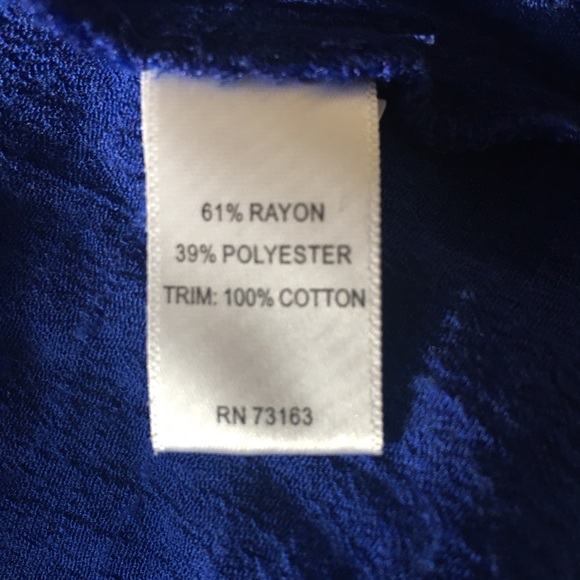 61% RAYON
39% POLYESTER
TRIM: 100% COTTON
RN 73163